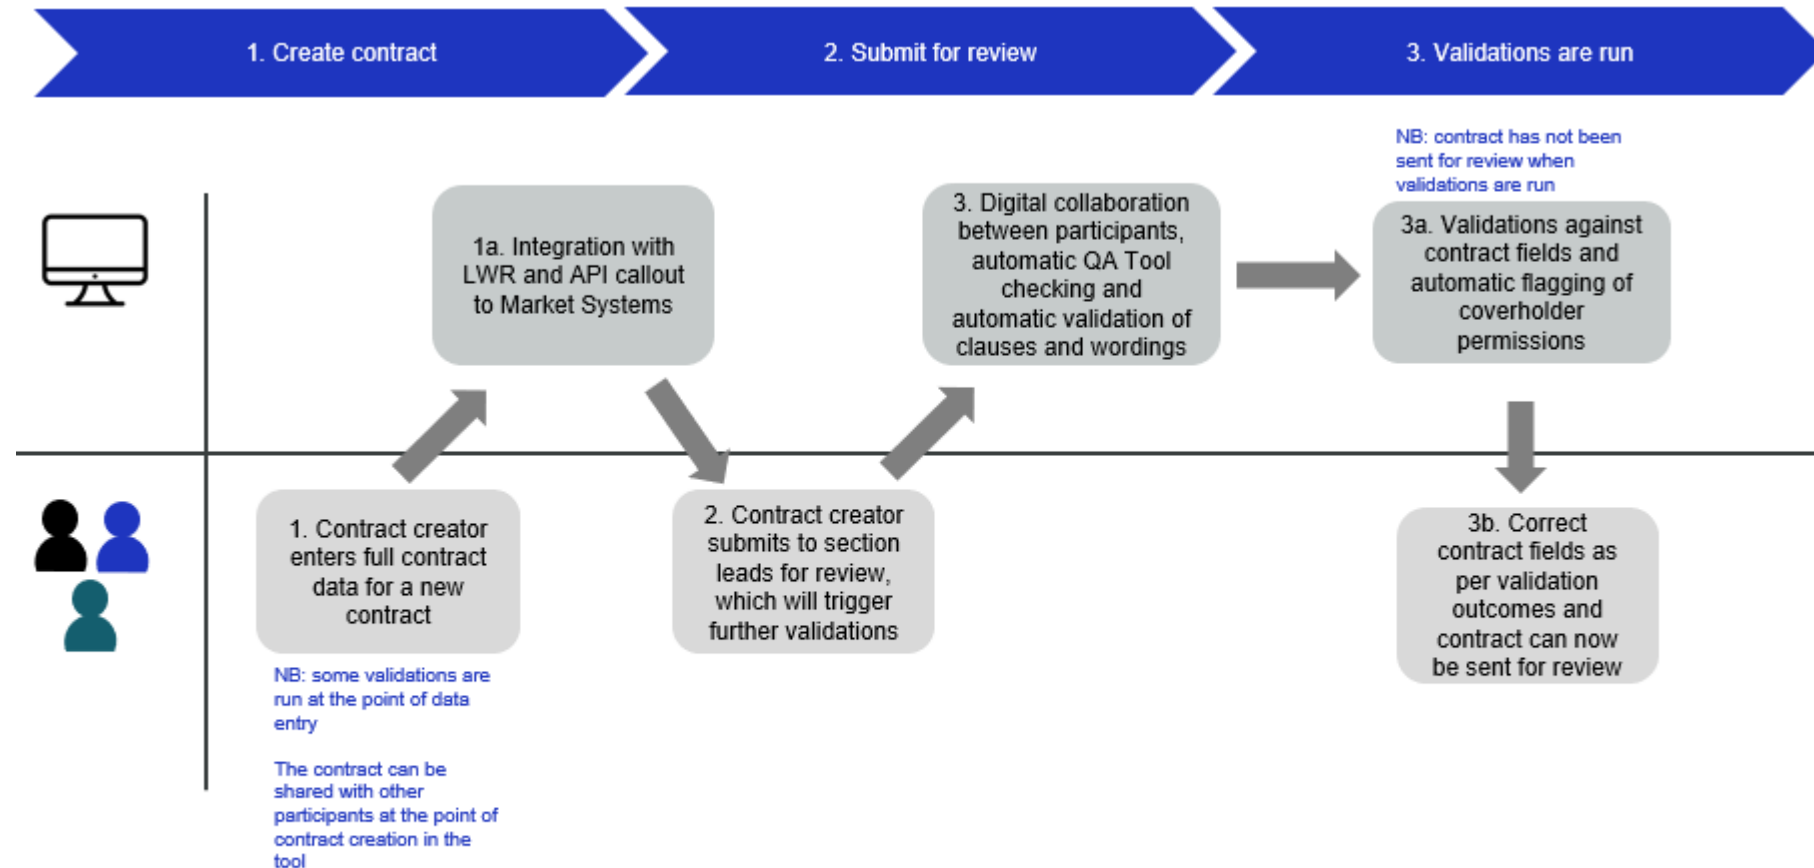 1. Create contract
2. Submit for review
3. Validations are run
NB: contract has not been
sent for review when
validations are run
1a. Integration with
LWR and API callout
to Market Systems
3. Digital collaboration
between participants,
automatic QA Tool
checking and
automatic validation of
clauses and wordings
3a. Validations against
contract fields and
automatic flagging of
coverholder
permissions
1. Contract creator
enters full contract
data for a new
contract
2. Contract creator
submits to section
leads for review,
which will trigger
further validations
3b. Correct
contract fields as
per validation
outcomes and
contract can now
be sent for review
NB: some validations are
run at the point of data
entry
The contract can be
shared with other
participants at the point of
contract creation in the
tool